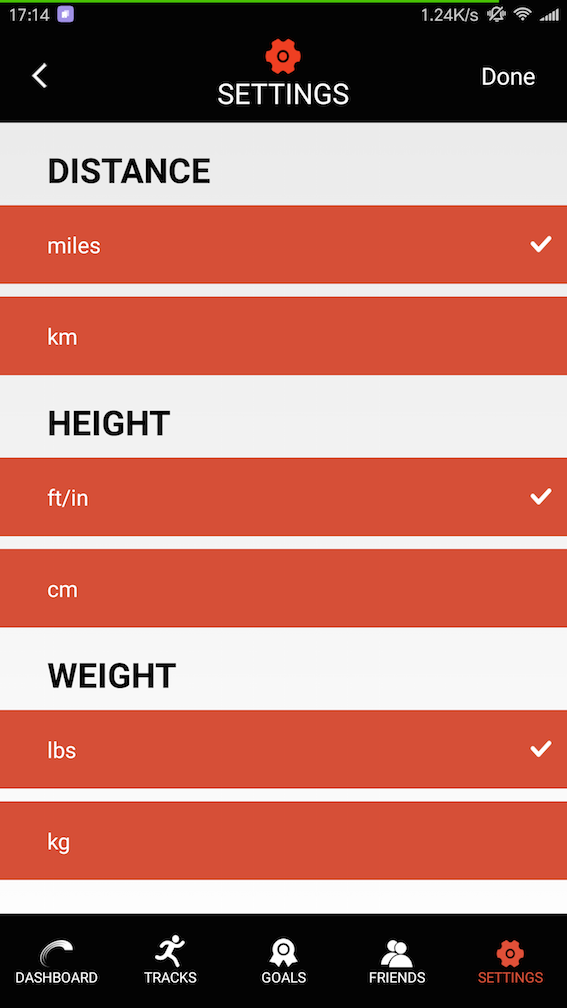 17:14 1.24K/s
SETTINGS
Done
DISTANCE
miles
km
HEIGHT
ft/in
cm
WEIGHT
lbs
kg
DASHBOARD TRACKS GOALS FRIENDS SETTINGS